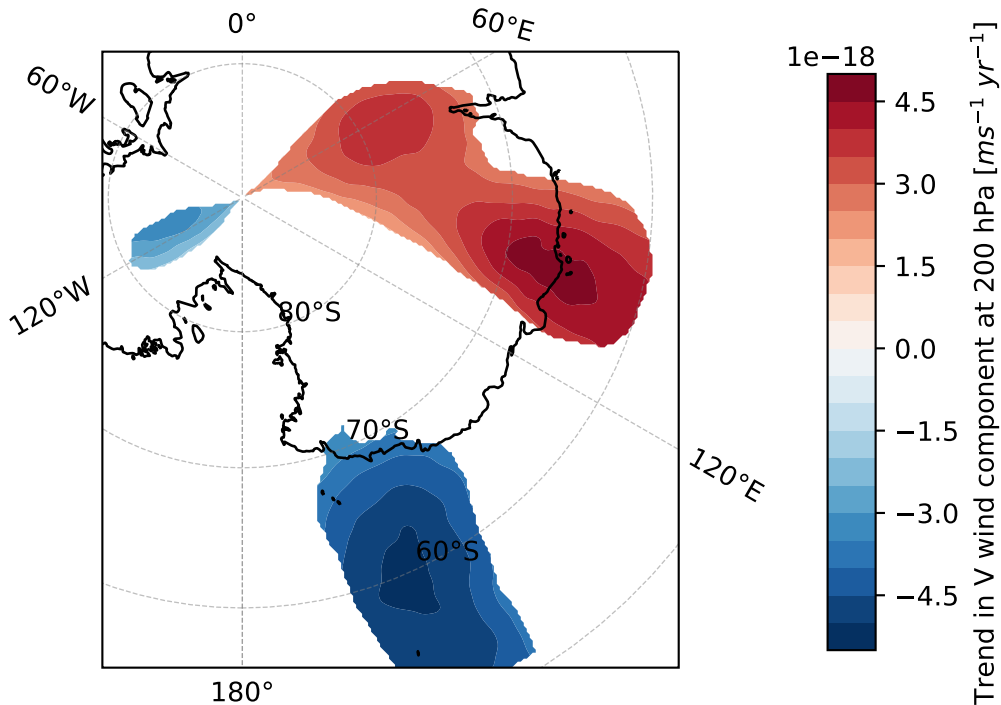 0°
60°E
60°W
120°W
80°S
70°S
60°S
120°E
180°
1e−18
4.5
3.0
1.5
0.0
−1.5
−3.0
−4.5
Trend in V wind component at 200 hPa [ms⁻¹ yr⁻¹]